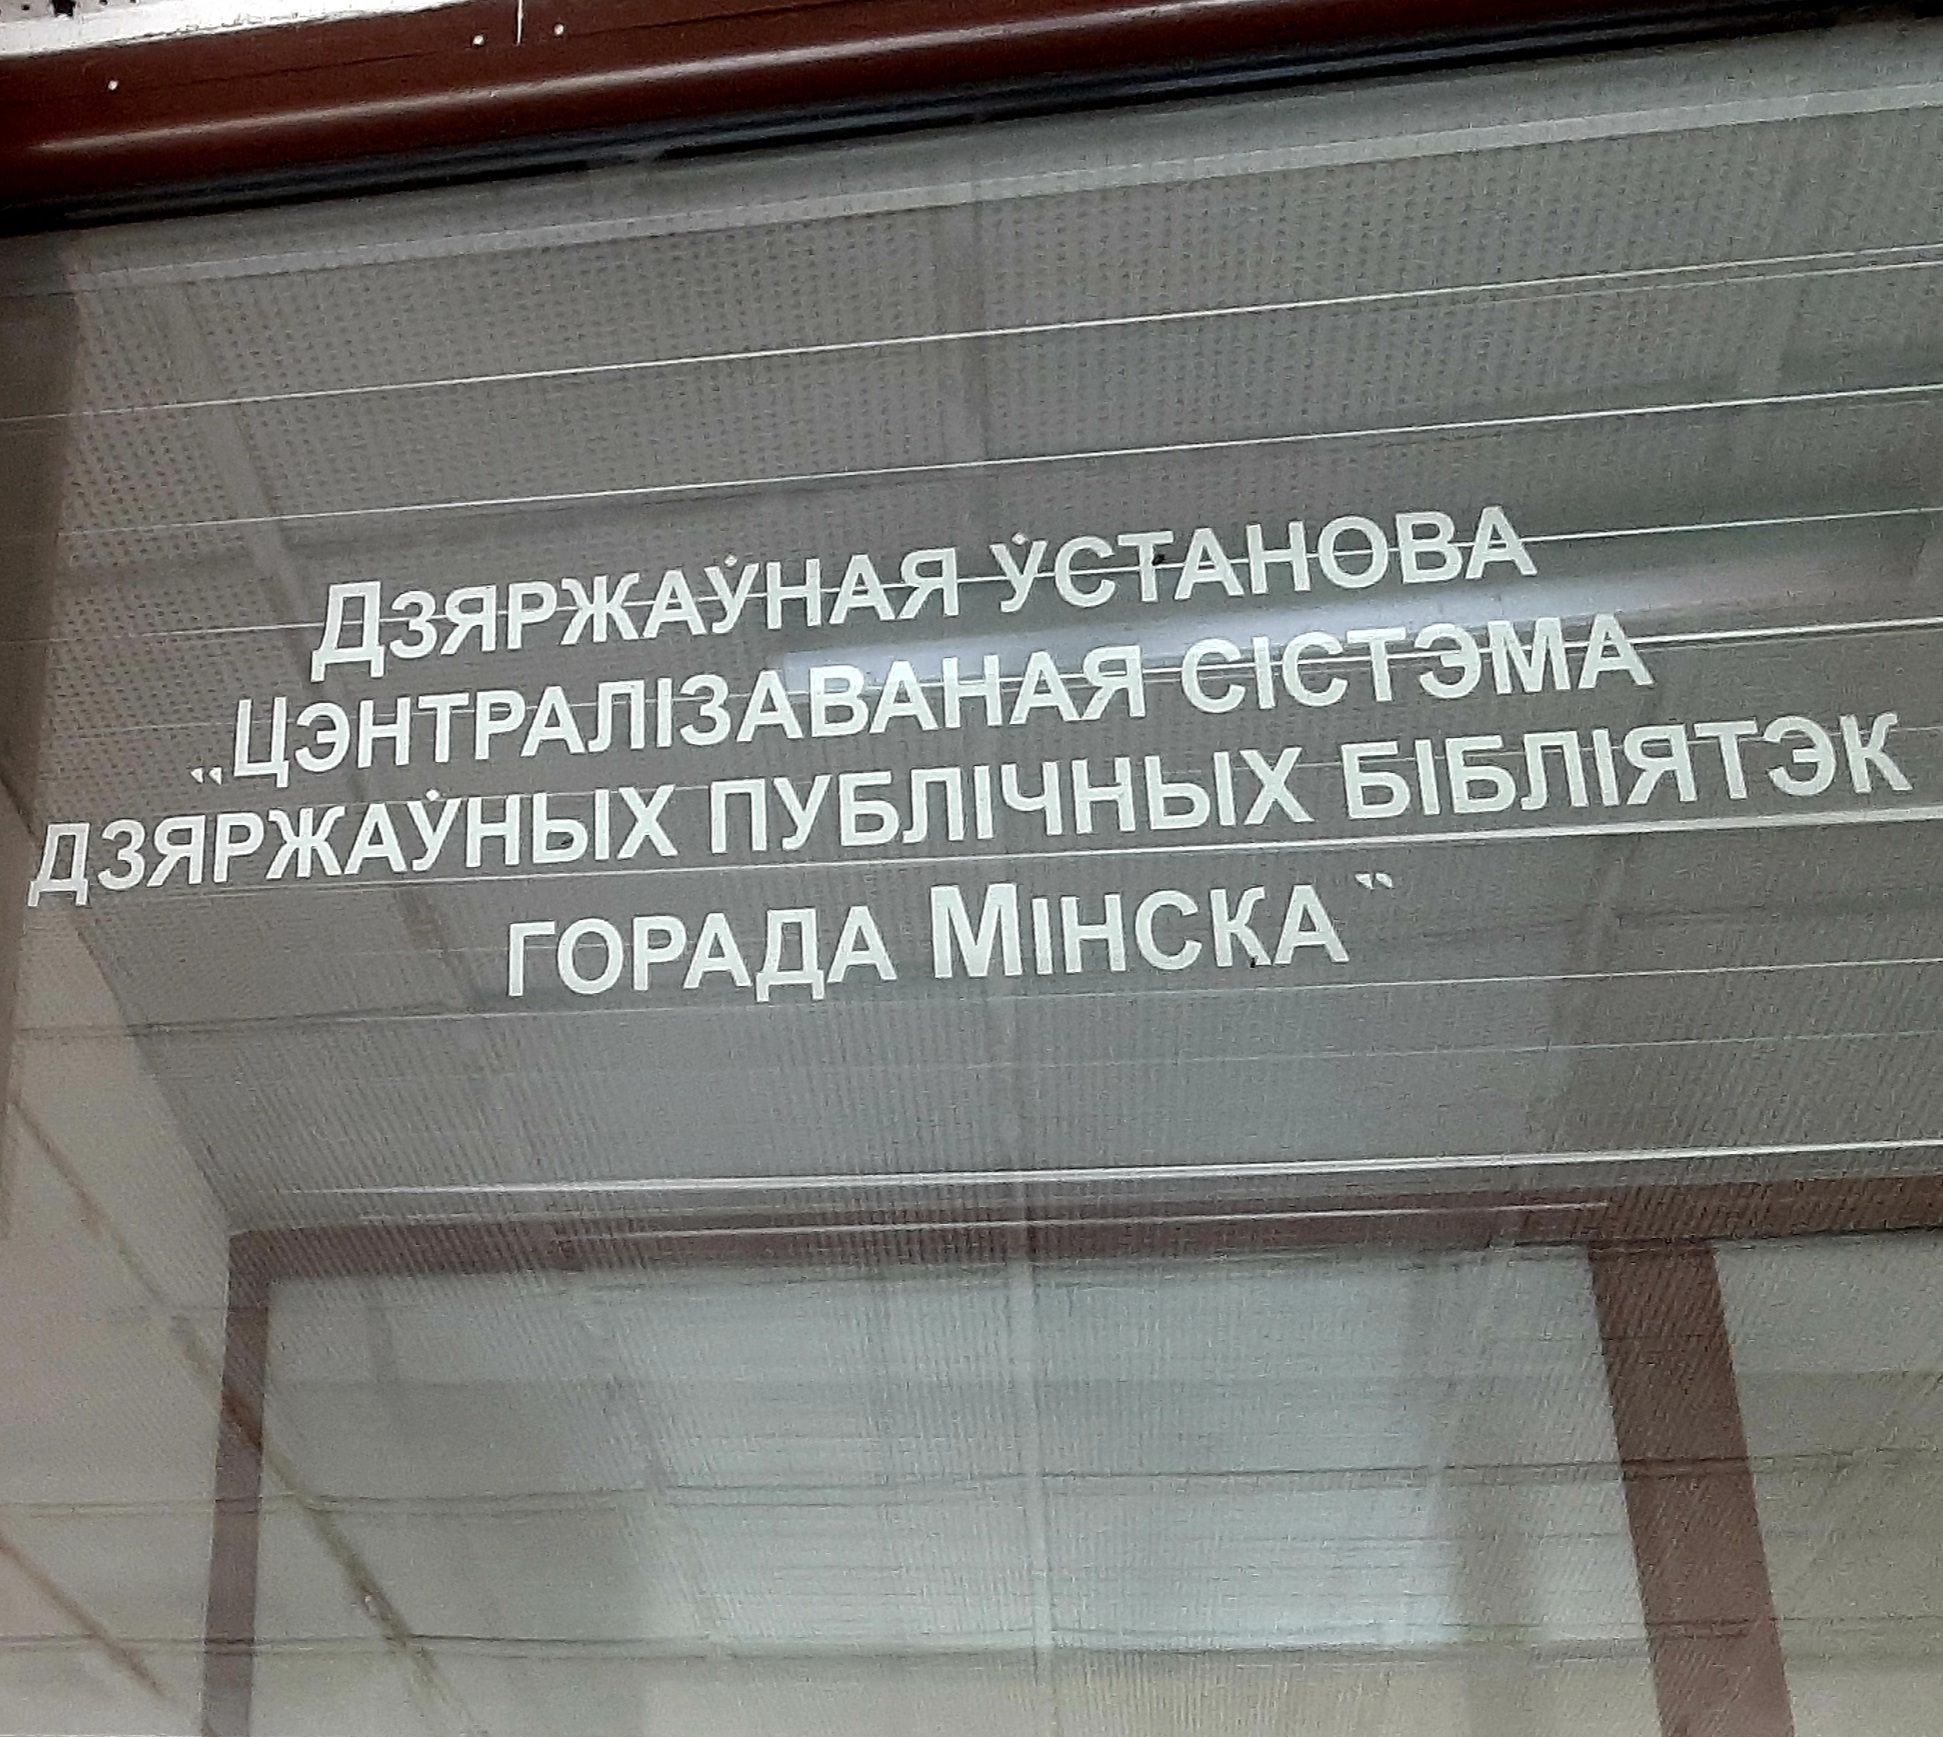 Дзяржаўная ўстанова
„Цэнтралізаваная сістэма
дзяржаўных публічных бібліятэк
горада Мінска‟